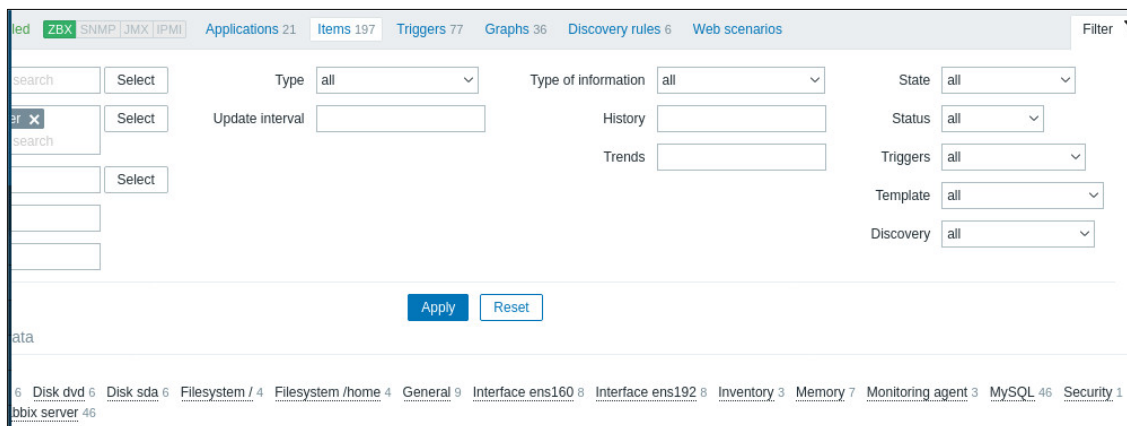 led ZBX SNMP JMX IPMI Applications 21 Items 197 Triggers 77 Graphs 36 Discovery rules 6 Web scenarios Filter
search Select Type all Type of information all State all
er Select Update interval History Status all
search
Trends Triggers all
Select
Template all
Discovery all
Apply Reset
ata
6 Disk dvd 6 Disk sda 6 Filesystem / 4 Filesystem /home 4 General 9 Interface ens160 8 Interface ens192 8 Inventory 3 Memory 7 Monitoring agent 3 MySQL 46 Security 1
bbix server 46